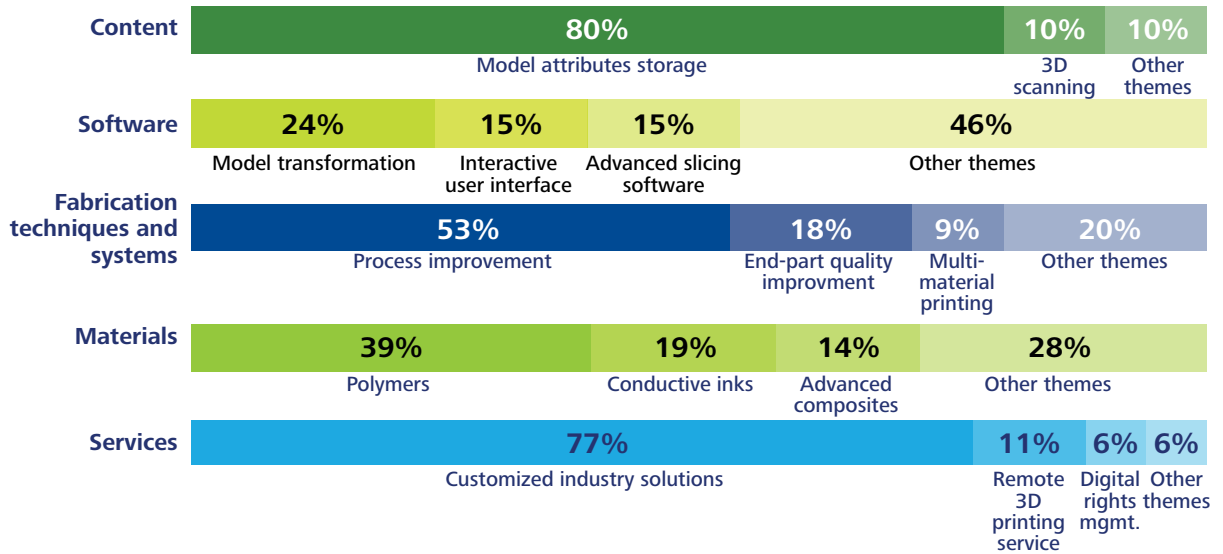 Content
80%
10%
10%
Model attributes storage
3D
scanning
Other
themes
Software
24%
15%
15%
46%
Model transformation
Interactive
user interface
Advanced slicing
software
Other themes
Fabrication
techniques and
systems
53%
18%
9%
20%
Process improvement
End-part quality
improvment
Multi-
material
printing
Other themes
Materials
39%
19%
14%
28%
Polymers
Conductive inks
Advanced
composites
Other themes
Services
77%
11%
6%
6%
Customized industry solutions
Remote
3D
printing
service
Digital
rights
mgmt.
Other
themes